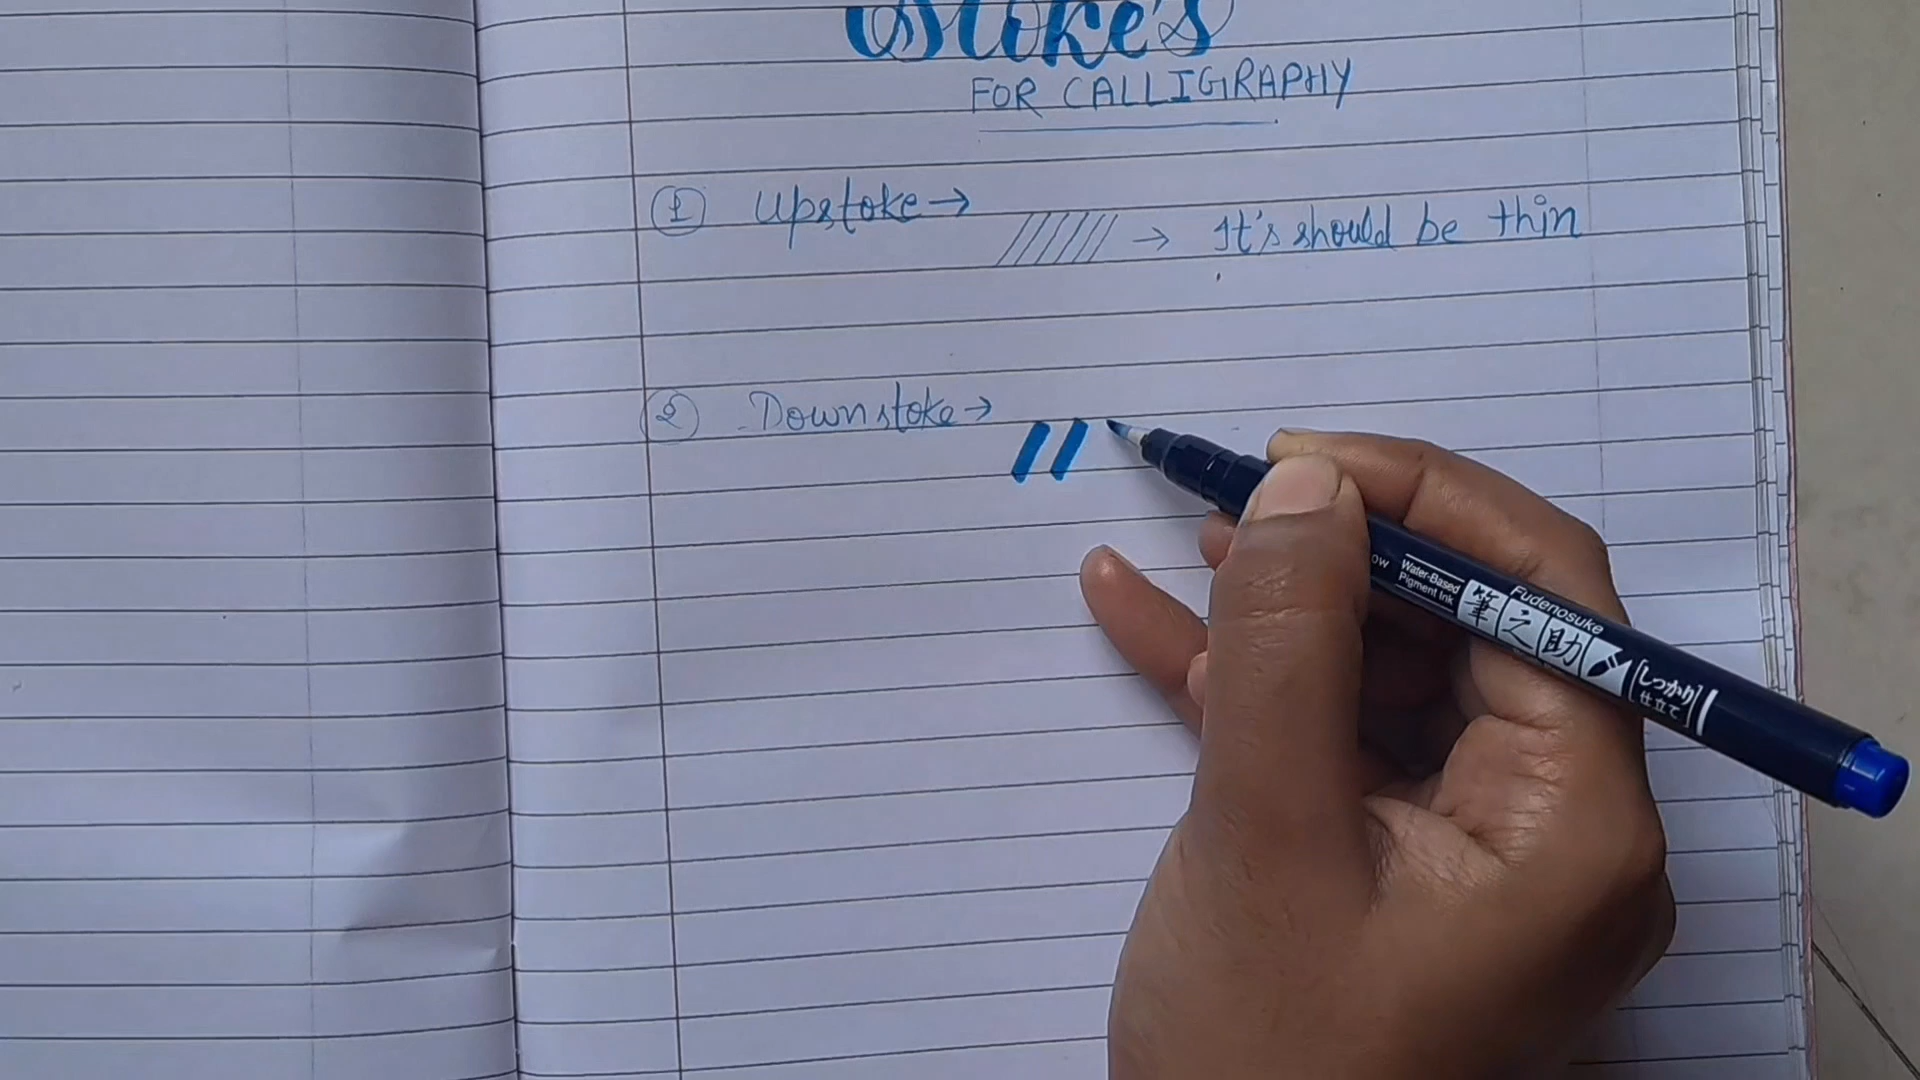 Stoke's
FOR CALLIGRAPHY
1 Upstoke → → It's should be thin
2 Downstoke →
ow Water-Based
Pigment Ink
Fudenosuke
筆之助
しっかり
仕立て